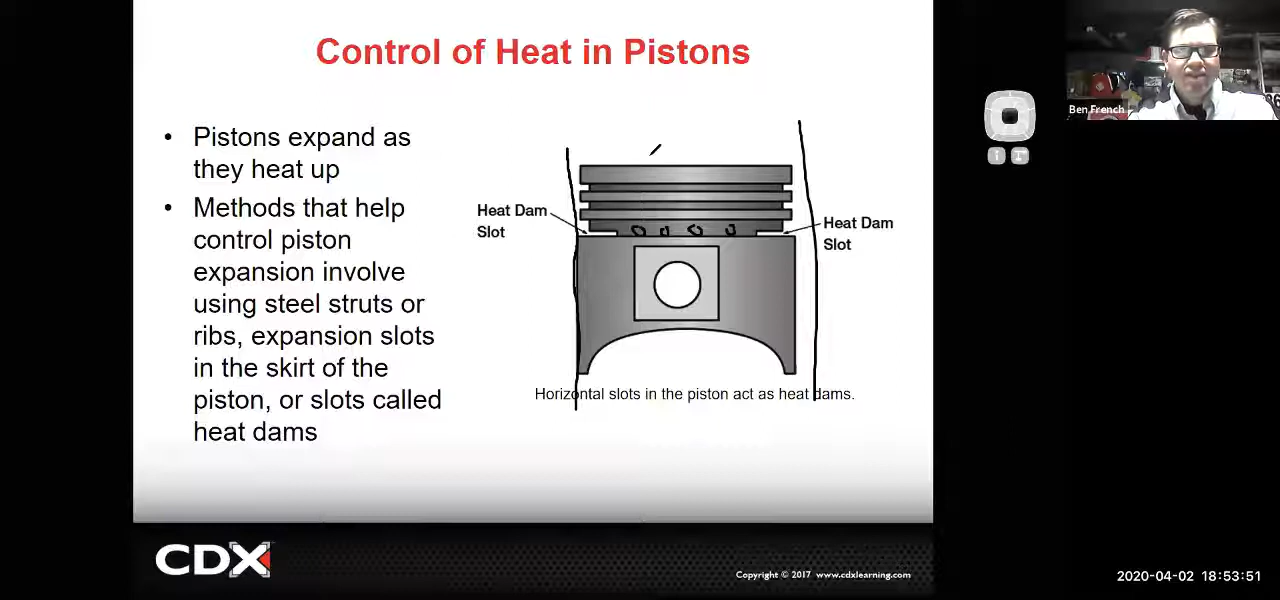 Control of Heat in Pistons
Ben French
• Pistons expand as
they heat up
• Methods that help
control piston
expansion involve
using steel struts or
ribs, expansion slots
in the skirt of the
piston, or slots called
heat dams
Heat Dam
Slot
Heat Dam
Slot
Horizontal slots in the piston act as heat dams.
CDX
Copyright © 2017 www.cdxlearning.com
2020-04-02 18:53:51